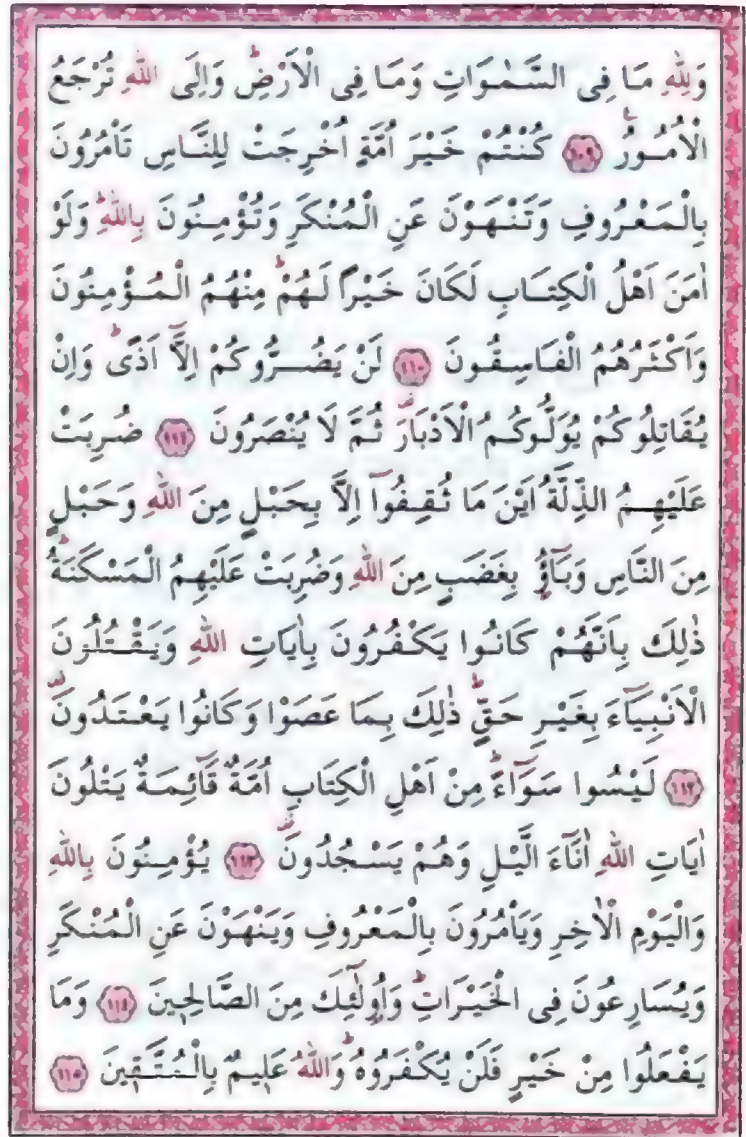 وَلِلّٰهِ مَا فِى السَّمٰوَاتِ وَمَا فِى الْاَرْضِۜ وَاِلَى اللّٰهِ تُرْجَعُ
الْاُمُورُ۟ ﴿١٠٩﴾ كُنْتُمْ خَيْرَ اُمَّةٍ اُخْرِجَتْ لِلنَّاسِ تَأْمُرُونَ
بِالْمَعْرُوفِ وَتَنْهَوْنَ عَنِ الْمُنْكَرِ وَتُؤْمِنُونَ بِاللّٰهِۜ وَلَوْ
اٰمَنَ اَهْلُ الْكِتَابِ لَكَانَ خَيْرًا لَهُمْۜ مِنْهُمُ الْمُؤْمِنُونَ
وَاَكْثَرُهُمُ الْفَاسِقُونَ ﴿١١٠﴾ لَنْ يَضُرُّوكُمْ اِلَّٓا اَذًىۜ وَاِنْ
يُقَاتِلُوكُمْ يُوَلُّوكُمُ الْاَدْبَارَ۠ ثُمَّ لَا يُنْصَرُونَ ﴿١١١﴾ ضُرِبَتْ
عَلَيْهِمُ الذِّلَّةُ اَيْنَ مَا ثُقِفُٓوا اِلَّا بِحَبْلٍ مِنَ اللّٰهِ وَحَبْلٍ
مِنَ النَّاسِ وَبَٓاؤُ۫ بِغَضَبٍ مِنَ اللّٰهِ وَضُرِبَتْ عَلَيْهِمُ الْمَسْكَنَةُۜ
ذٰلِكَ بِاَنَّهُمْ كَانُوا يَكْفُرُونَ بِاٰيَاتِ اللّٰهِ وَيَقْتُلُونَ
الْاَنْبِيَٓاءَ بِغَيْرِ حَقٍّۜ ذٰلِكَ بِمَا عَصَوْا وَكَانُوا يَعْتَدُونَ۠
﴿١١٢﴾ لَيْسُوا سَوَٓاءًۜ مِنْ اَهْلِ الْكِتَابِ اُمَّةٌ قَٓائِمَةٌ يَتْلُونَ
اٰيَاتِ اللّٰهِ اٰنَٓاءَ الَّيْلِ وَهُمْ يَسْجُدُونَ۠ ﴿١١٣﴾ يُؤْمِنُونَ بِاللّٰهِ
وَالْيَوْمِ الْاٰخِرِ وَيَأْمُرُونَ بِالْمَعْرُوفِ وَيَنْهَوْنَ عَنِ الْمُنْكَرِ
وَيُسَارِعُونَ فِى الْخَيْرَاتِۜ وَاُو۬لٰٓئِكَ مِنَ الصَّالِحٖينَ ﴿١١٤﴾ وَمَا
يَفْعَلُوا مِنْ خَيْرٍ فَلَنْ يُكْفَرُوهُۜ وَاللّٰهُ عَلٖيمٌ بِالْمُتَّقٖينَ ﴿١١٥﴾